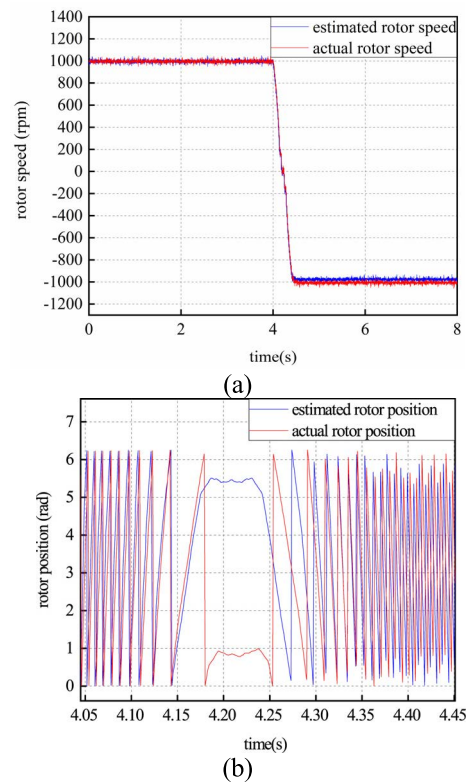 estimated rotor speed
actual rotor speed
rotor speed (rpm)
1400
1200
1000
800
600
400
200
0
-200
-400
-600
-800
-1000
-1200
0 2 4 6 8
time(s)
(a)
estimated rotor position
actual rotor position
rotor position (rad)
7
6
5
4
3
2
1
0
4.05 4.10 4.15 4.20 4.25 4.30 4.35 4.40 4.45
time(s)
(b)